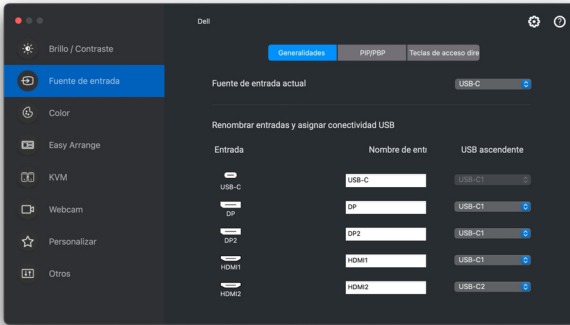 Dell
Brillo / Contraste
Fuente de entrada
Color
Easy Arrange
KVM
Webcam
Personalizar
Otros
Generalidades PIP/PBP Teclas de acceso dire
Fuente de entrada actual USB-C
Renombrar entradas y asignar conectividad USB
Entrada Nombre de enti USB ascendente
USB-C USB-C USB-C1
DP DP USB-C1
DP2 DP2 USB-C1
HDMI1 HDMI1 USB-C1
HDMI2 HDMI2 USB-C2